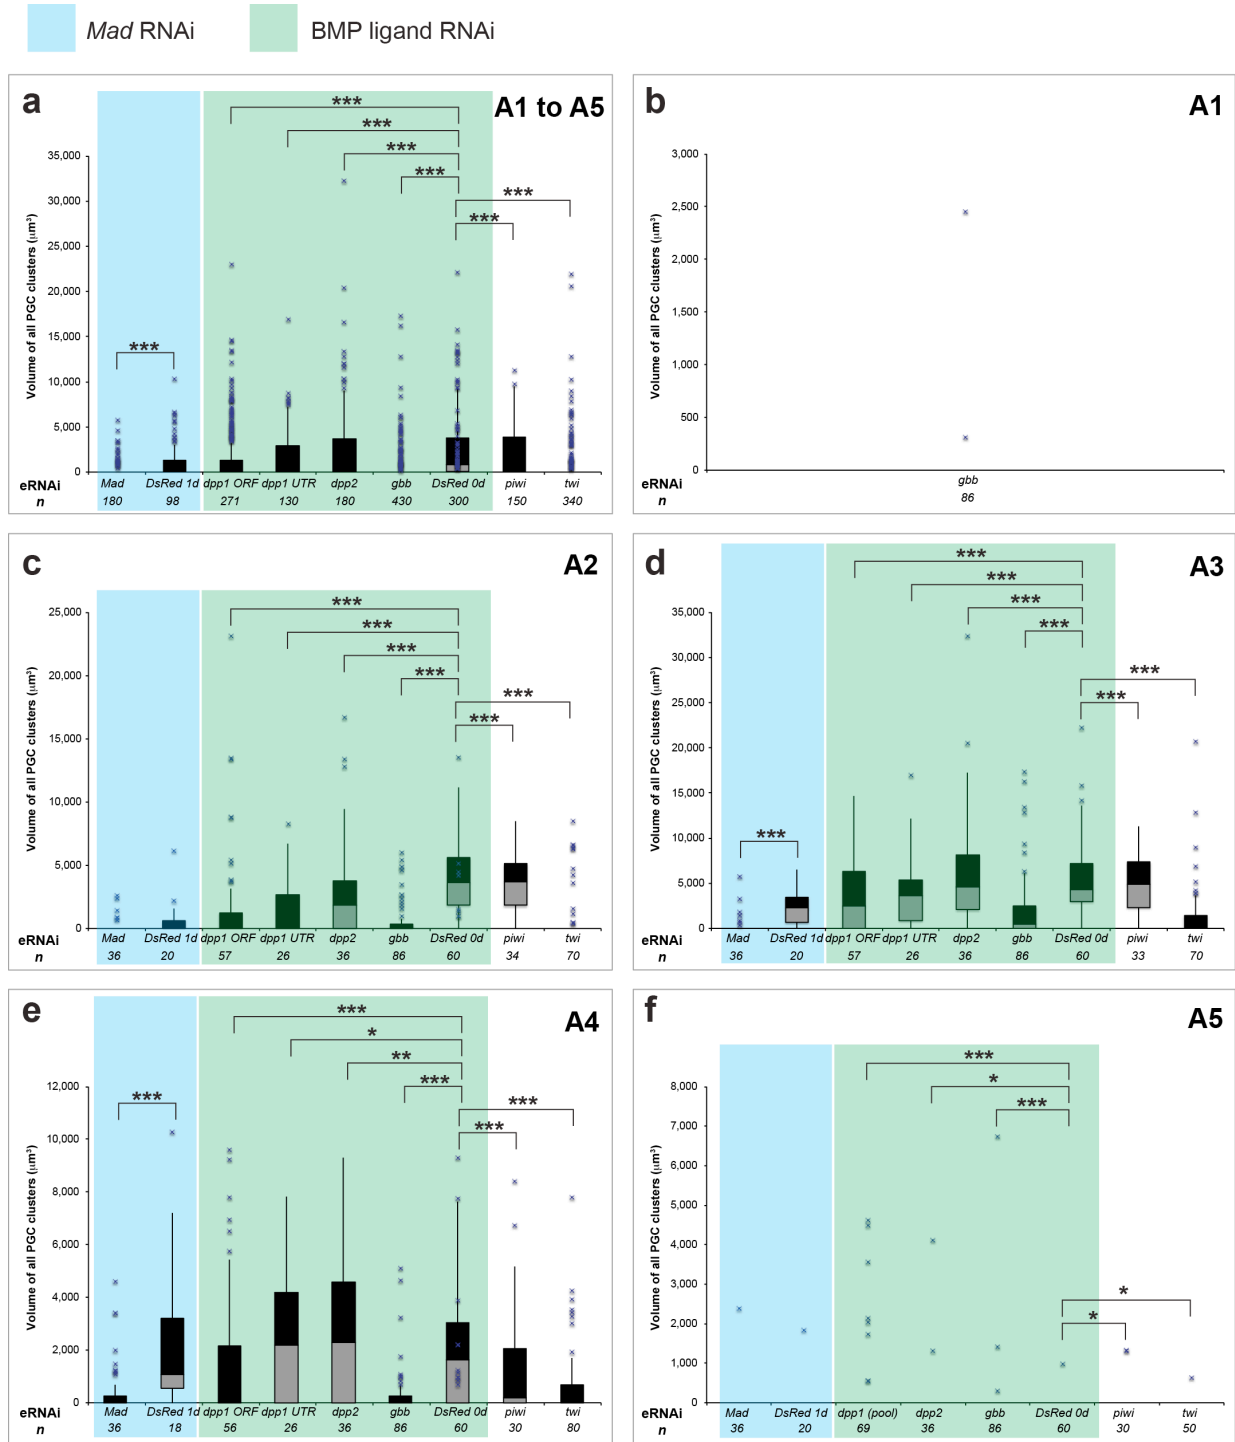 Mad RNAi BMP ligand RNAi
a A1 to A5
Volume of all PGC clusters (µm³)
35,000
30,000
25,000
20,000
15,000
10,000
5,000
0
*** *** *** *** *** *** ***
eRNAi Mad DsRed 1d dpp1 ORF dpp1 UTR dpp2 gbb DsRed 0d piwi twi
n 180 98 271 130 180 430 300 150 340
b A1
Volume of all PGC clusters (µm³)
3,000
2,500
2,000
1,500
1,000
500
0
eRNAi gbb
n 86
c A2
Volume of all PGC clusters (µm³)
25,000
20,000
15,000
10,000
5,000
0
*** *** *** *** *** ***
eRNAi Mad DsRed 1d dpp1 ORF dpp1 UTR dpp2 gbb DsRed 0d piwi twi
n 36 20 57 26 36 86 60 34 70
d A3
Volume of all PGC clusters (µm³)
35,000
30,000
25,000
20,000
15,000
10,000
5,000
0
*** *** *** *** *** *** ***
eRNAi Mad DsRed 1d dpp1 ORF dpp1 UTR dpp2 gbb DsRed 0d piwi twi
n 36 20 57 26 36 86 60 33 70
e A4
Volume of all PGC clusters (µm³)
12,000
10,000
8,000
6,000
4,000
2,000
0
*** * ** *** *** *** ***
eRNAi Mad DsRed 1d dpp1 ORF dpp1 UTR dpp2 gbb DsRed 0d piwi twi
n 36 18 56 26 36 86 60 30 80
f A5
Volume of all PGC clusters (µm³)
8,000
7,000
6,000
5,000
4,000
3,000
2,000
1,000
0
*** * *** * *
eRNAi Mad DsRed 1d dpp1 (pool) dpp2 gbb DsRed 0d piwi twi
n 36 20 69 36 86 60 30 50